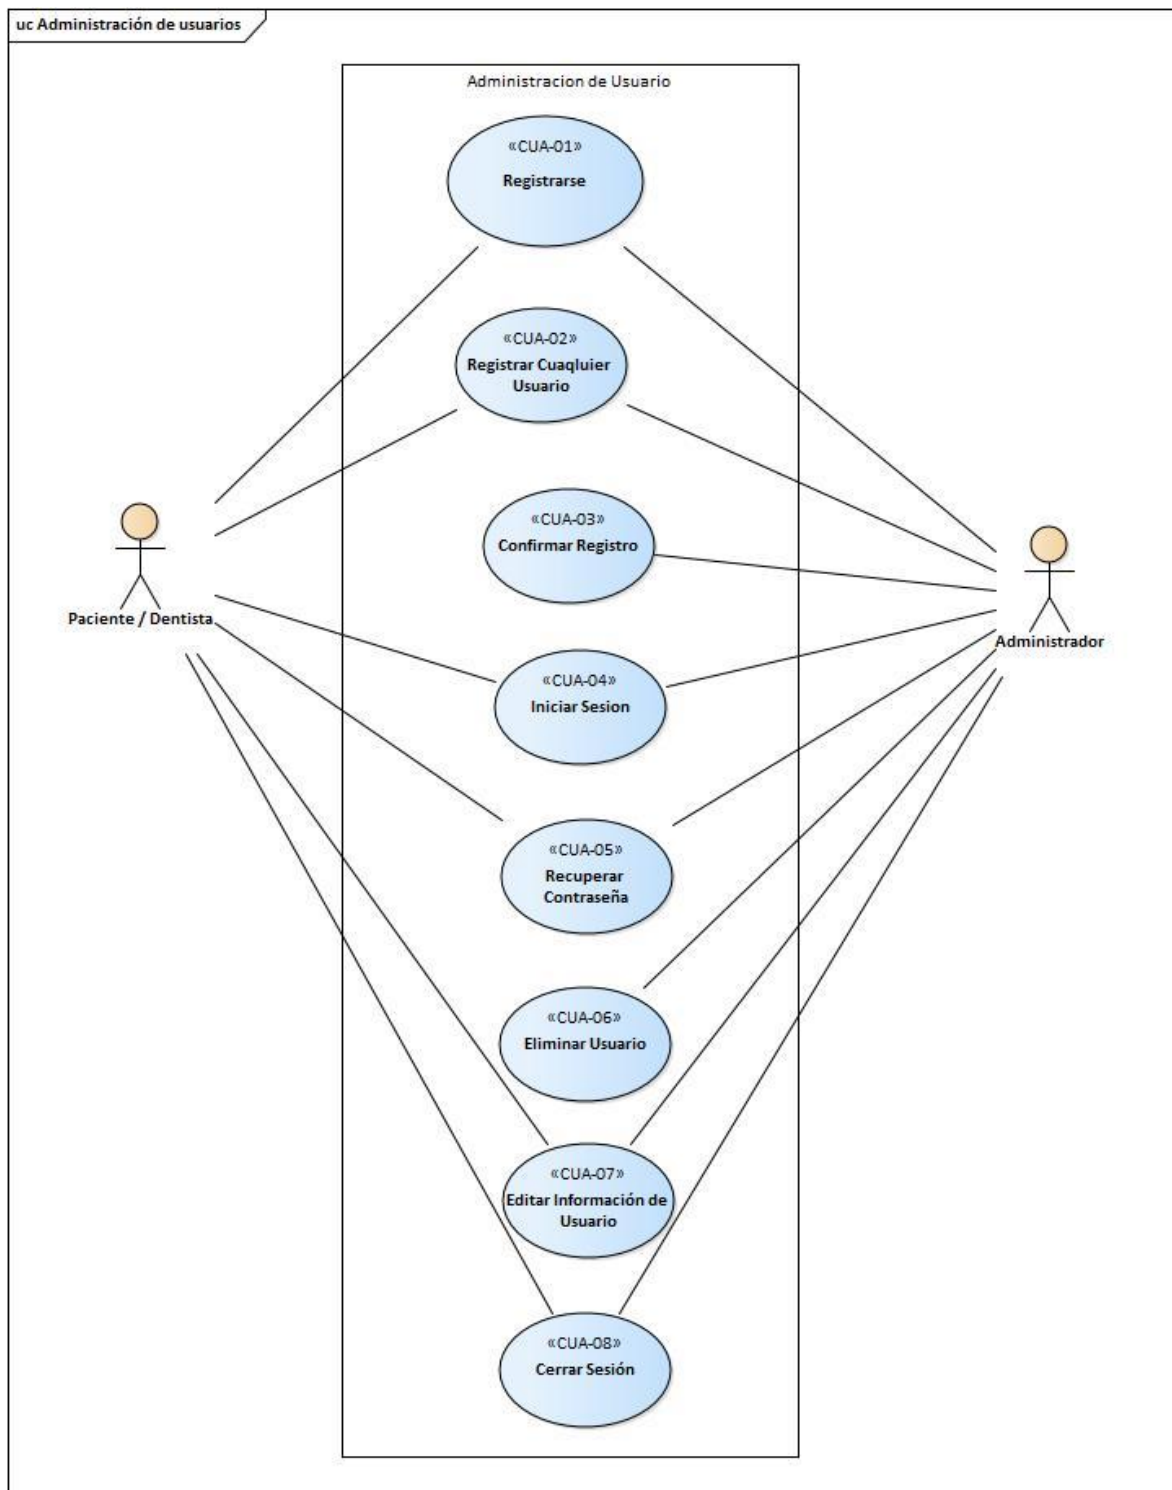 uc Administración de usuarios
Administracion de Usuario
«CUA-01»
Registrarse
«CUA-02»
Registrar Cuaqluier
Usuario
«CUA-03»
Confirmar Registro
Paciente / Dentista
Administrador
«CUA-04»
Iniciar Sesion
«CUA-05»
Recuperar
Contraseña
«CUA-06»
Eliminar Usuario
«CUA-07»
Editar Información de
Usuario
«CUA-08»
Cerrar Sesión